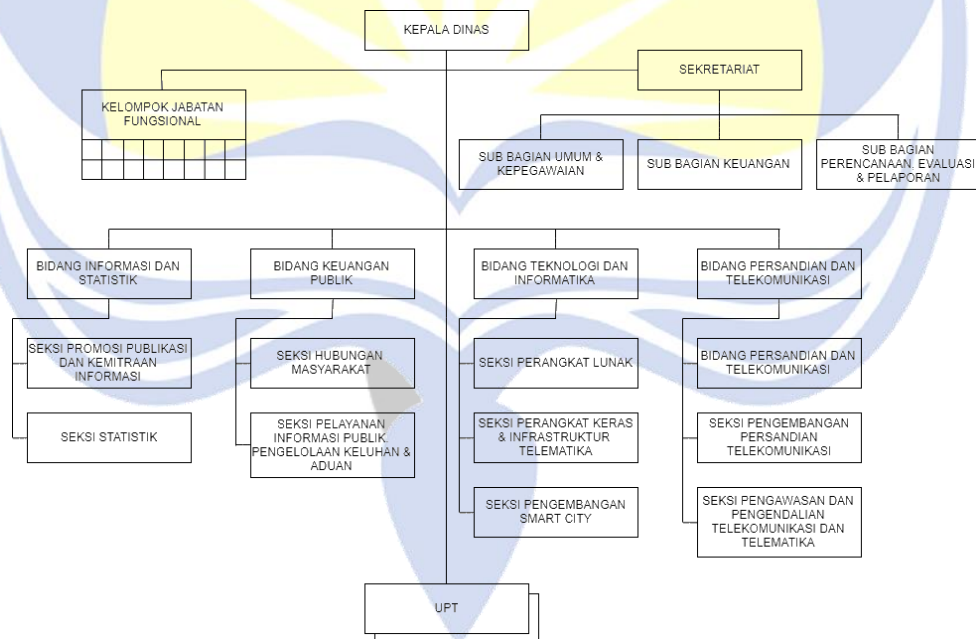 KEPALA DINAS
SEKRETARIAT
KELOMPOK JABATAN
FUNGSIONAL
SUB BAGIAN UMUM &
KEPEGAWAIAN
SUB BAGIAN KEUANGAN
SUB BAGIAN
PERENCANAAN. EVALUASI
& PELAPORAN
BIDANG INFORMASI DAN
STATISTIK
BIDANG KEUANGAN
PUBLIK
BIDANG TEKNOLOGI DAN
INFORMATIKA
BIDANG PERSANDIAN DAN
TELEKOMUNIKASI
SEKSI PROMOSI PUBLIKASI
DAN KEMITRAAN
INFORMASI
SEKSI HUBUNGAN
MASYARAKAT
SEKSI PERANGKAT LUNAK
BIDANG PERSANDIAN DAN
TELEKOMUNIKASI
SEKSI STATISTIK
SEKSI PELAYANAN
INFORMASI PUBLIK.
PENGELOLAAN KELUHAN &
ADUAN
SEKSI PERANGKAT KERAS
& INFRASTRUKTUR
TELEMATIKA
SEKSI PENGEMBANGAN
PERSANDIAN
TELEKOMUNIKASI
SEKSI PENGEMBANGAN
SMART CITY
SEKSI PENGAWASAN DAN
PENGENDALIAN
TELEKOMUNIKASI DAN
TELEMATIKA
UPT